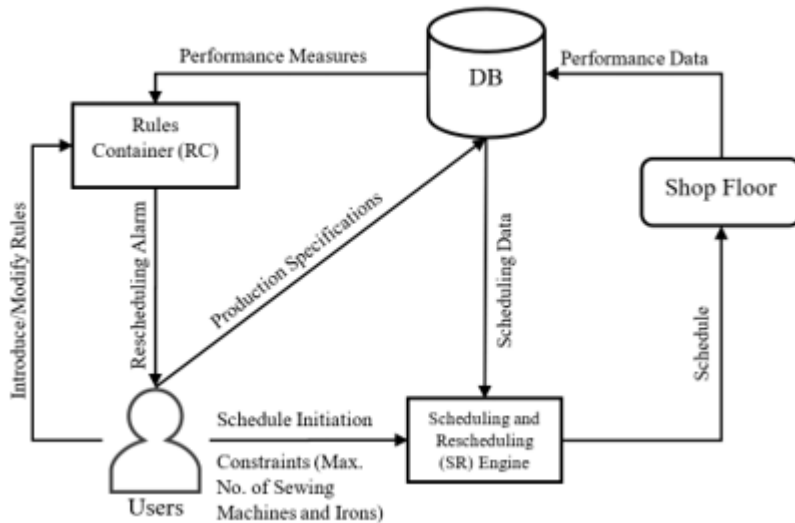 Performance Measures
DB
Performance Data
Rules
Container (RC)
Shop Floor
Introduce/Modify Rules
Rescheduling Alarm
Production Specifications
Scheduling Data
Schedule
Schedule Initiation
Constraints (Max.
No. of Sewing
Machines and Irons)
Scheduling and
Rescheduling
(SR) Engine
Users